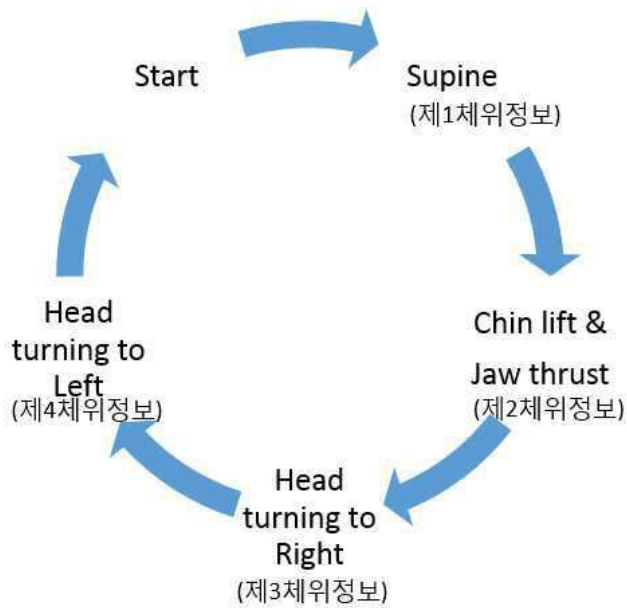 Start
Supine
(제1체위정보)
Chin lift &
Jaw thrust
(제2체위정보)
Head
turning to
Right
(제3체위정보)
Head
turning to
Left
(제4체위정보)